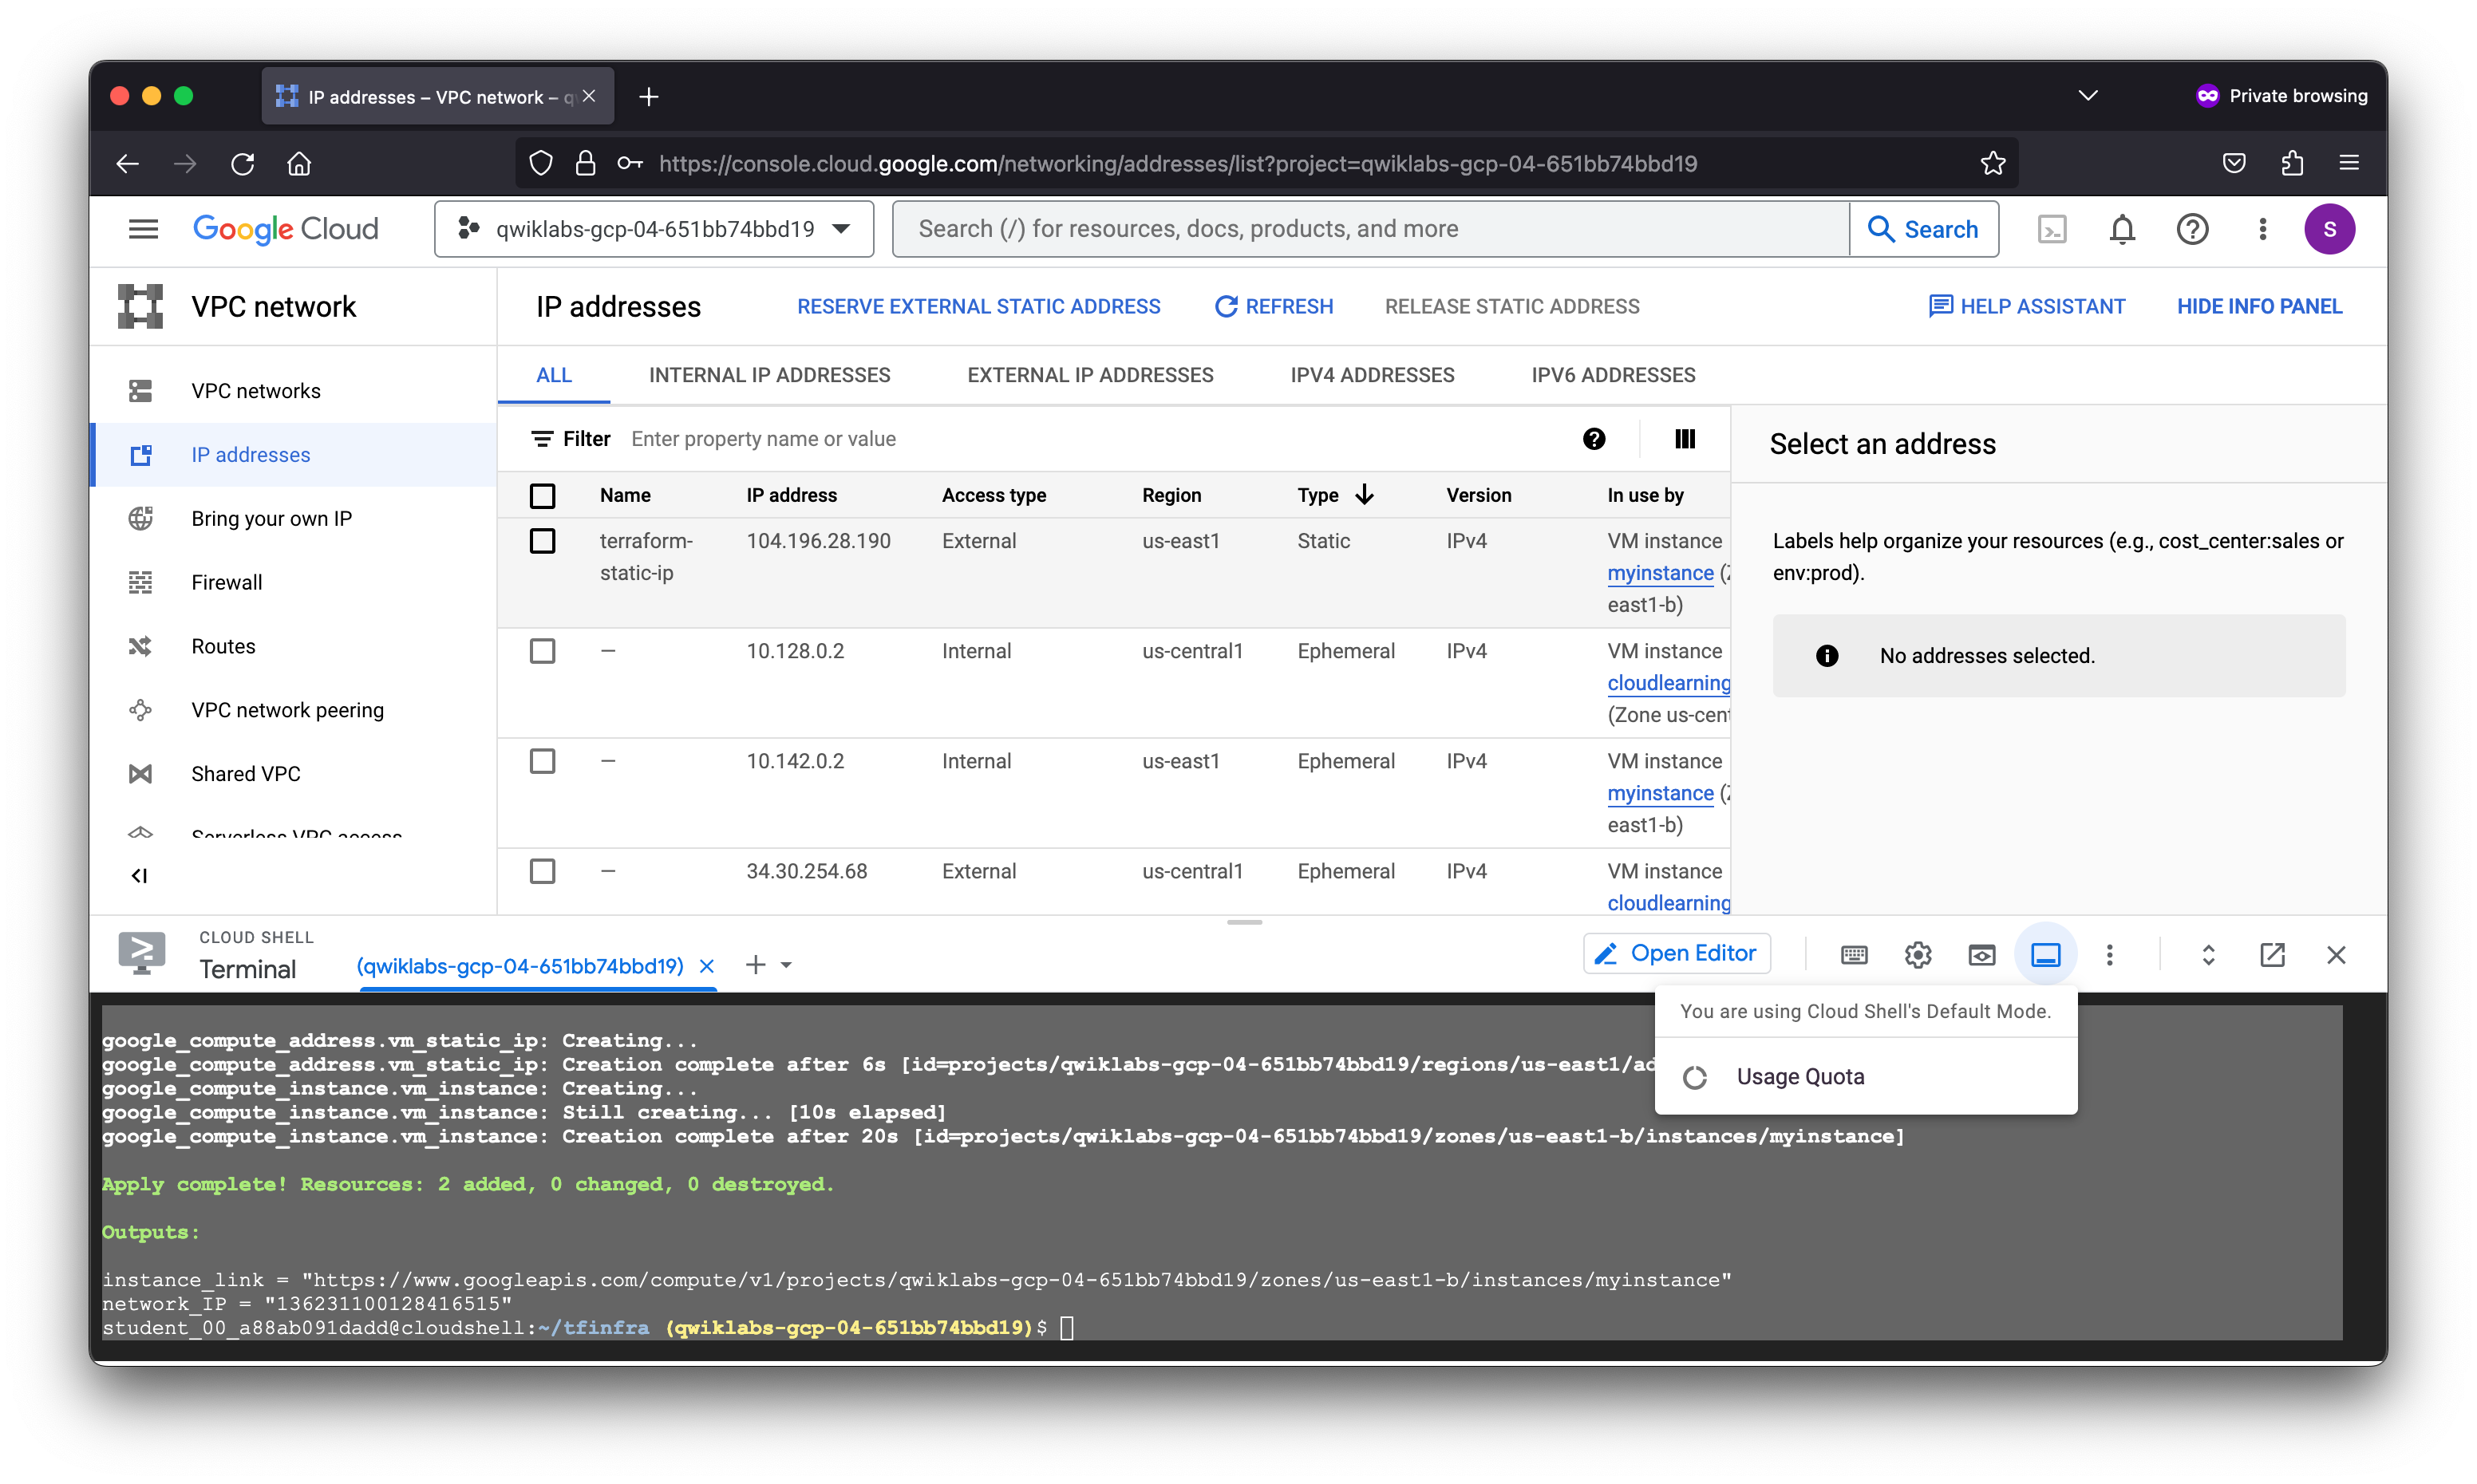 IP addresses – VPC network – q
Private browsing
https://console.cloud.google.com/networking/addresses/list?project=qwiklabs-gcp-04-651bb74bbd19
Google Cloud
qwiklabs-gcp-04-651bb74bbd19
Search (/) for resources, docs, products, and more
Search
S
VPC network
IP addresses
RESERVE EXTERNAL STATIC ADDRESS
REFRESH
RELEASE STATIC ADDRESS
HELP ASSISTANT
HIDE INFO PANEL
VPC networks
IP addresses
Bring your own IP
Firewall
Routes
VPC network peering
Shared VPC
Serverless VPC access
ALL
INTERNAL IP ADDRESSES
EXTERNAL IP ADDRESSES
IPV4 ADDRESSES
IPV6 ADDRESSES
Filter Enter property name or value
Name IP address Access type Region Type Version In use by
terraform- 104.196.28.190 External us-east1 Static IPv4 VM instance
static-ip myinstance (Z
east1-b)
— 10.128.0.2 Internal us-central1 Ephemeral IPv4 VM instance
cloudlearning
(Zone us-cent
— 10.142.0.2 Internal us-east1 Ephemeral IPv4 VM instance
myinstance (Z
east1-b)
— 34.30.254.68 External us-central1 Ephemeral IPv4 VM instance
cloudlearning
Select an address
Labels help organize your resources (e.g., cost_center:sales or
env:prod).
No addresses selected.
CLOUD SHELL
Terminal
(qwiklabs-gcp-04-651bb74bbd19)
Open Editor
You are using Cloud Shell's Default Mode.
Usage Quota
google_compute_address.vm_static_ip: Creating...
google_compute_address.vm_static_ip: Creation complete after 6s [id=projects/qwiklabs-gcp-04-651bb74bbd19/regions/us-east1/ad
google_compute_instance.vm_instance: Creating...
google_compute_instance.vm_instance: Still creating... [10s elapsed]
google_compute_instance.vm_instance: Creation complete after 20s [id=projects/qwiklabs-gcp-04-651bb74bbd19/zones/us-east1-b/instances/myinstance]
Apply complete! Resources: 2 added, 0 changed, 0 destroyed.
Outputs:
instance_link = "https://www.googleapis.com/compute/v1/projects/qwiklabs-gcp-04-651bb74bbd19/zones/us-east1-b/instances/myinstance"
network_IP = "136231100128416515"
student_00_a88ab091dadd@cloudshell:~/tfinfra (qwiklabs-gcp-04-651bb74bbd19)$